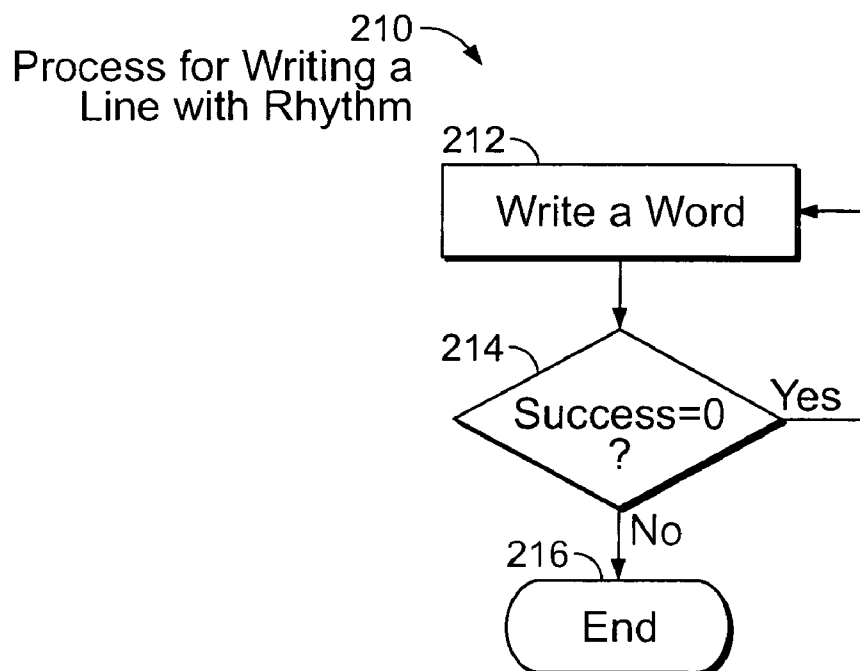 210
Process for Writing a
Line with Rhythm
212
Write a Word
214
Success=0
?
Yes
No
216
End